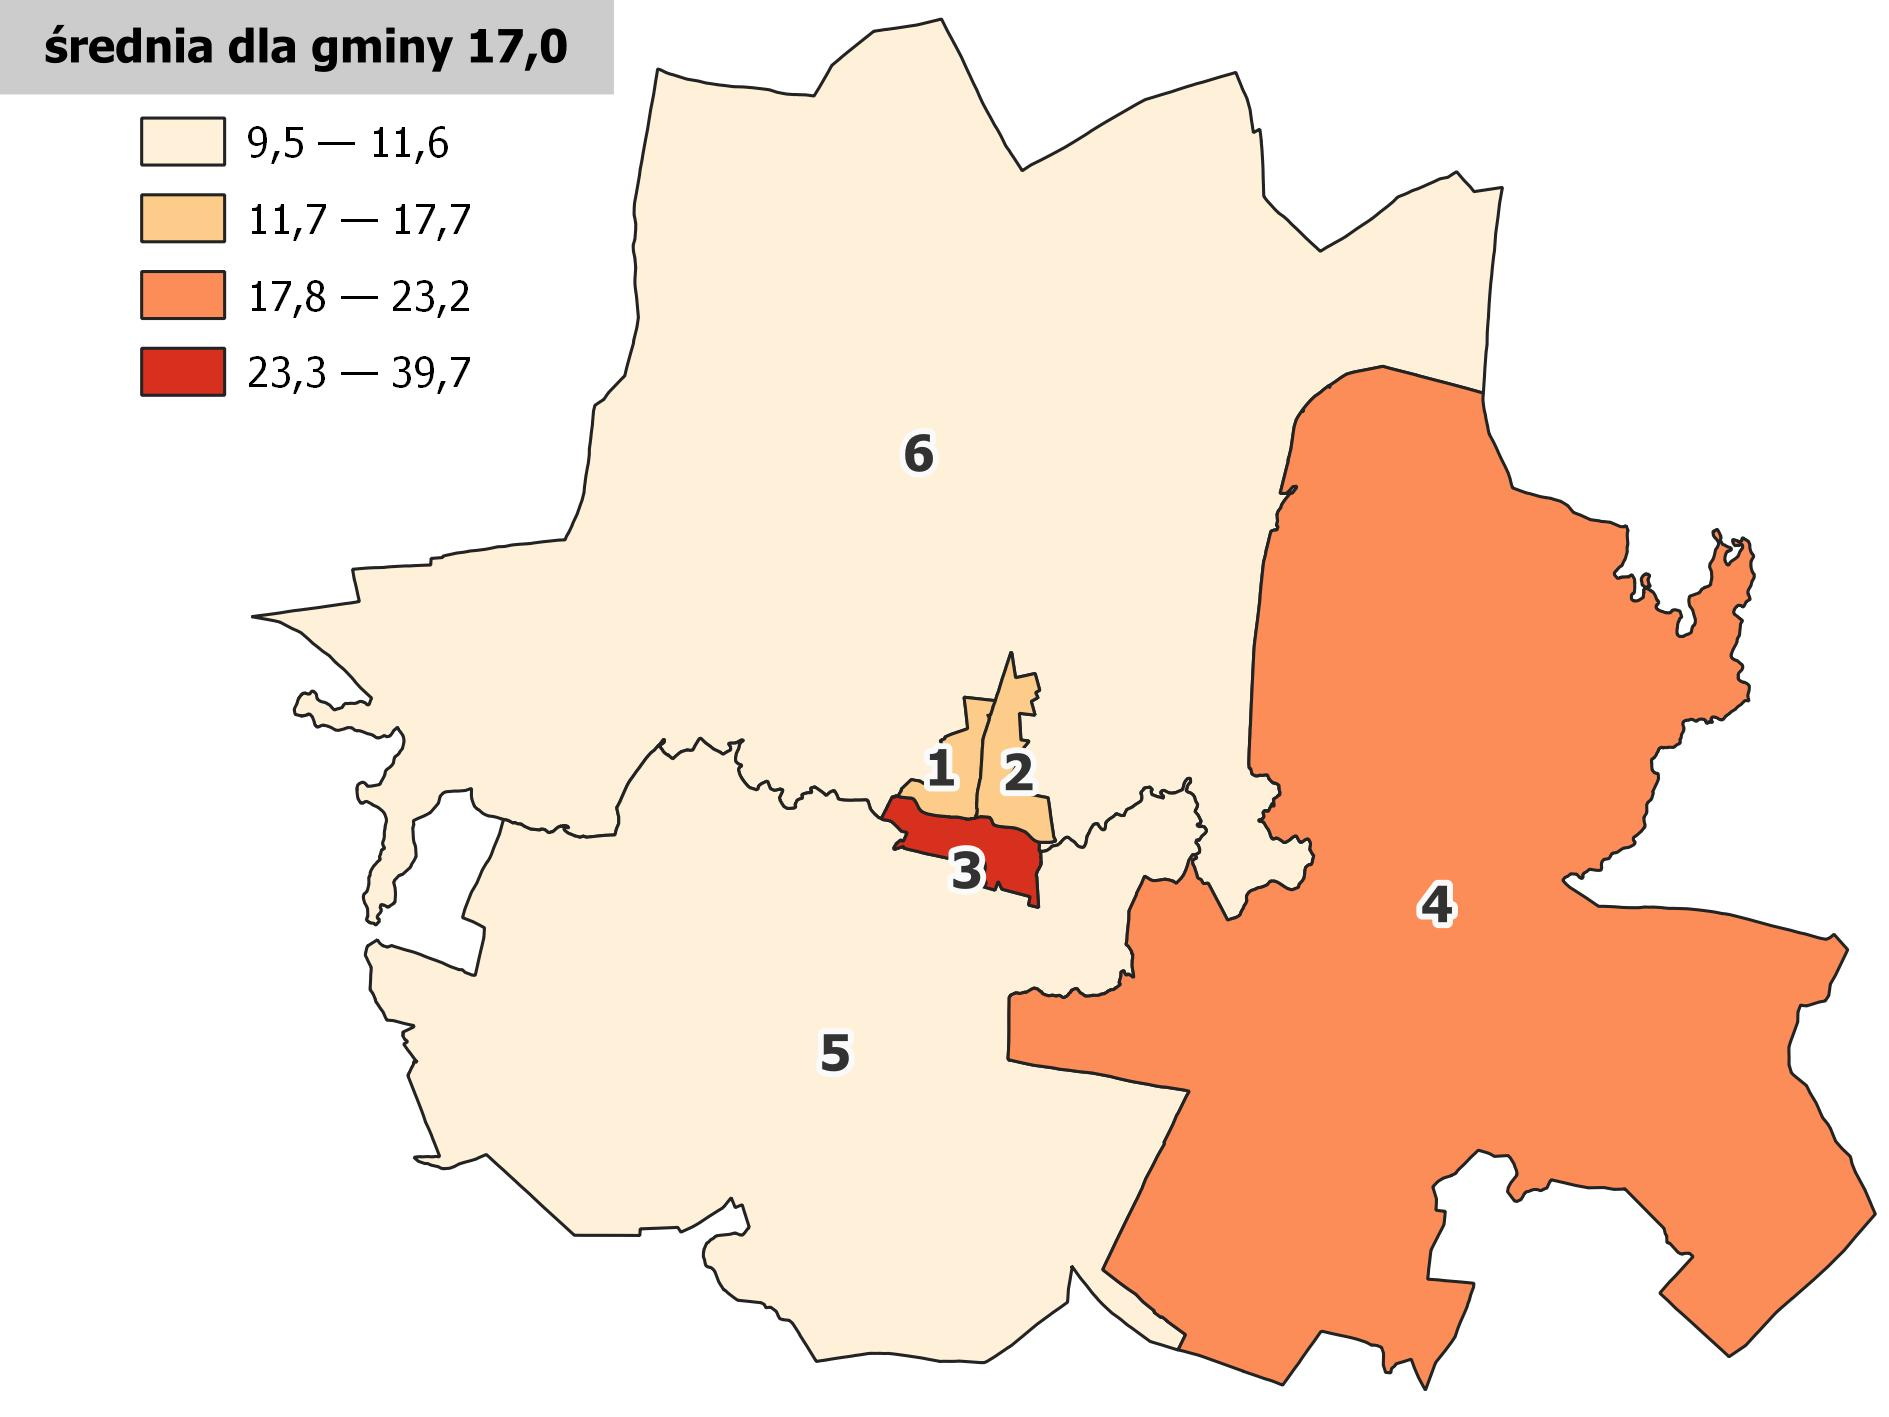 średnia dla gminy 17,0
9,5 — 11,6
11,7 — 17,7
17,8 — 23,2
23,3 — 39,7
6
1
2
3
4
5